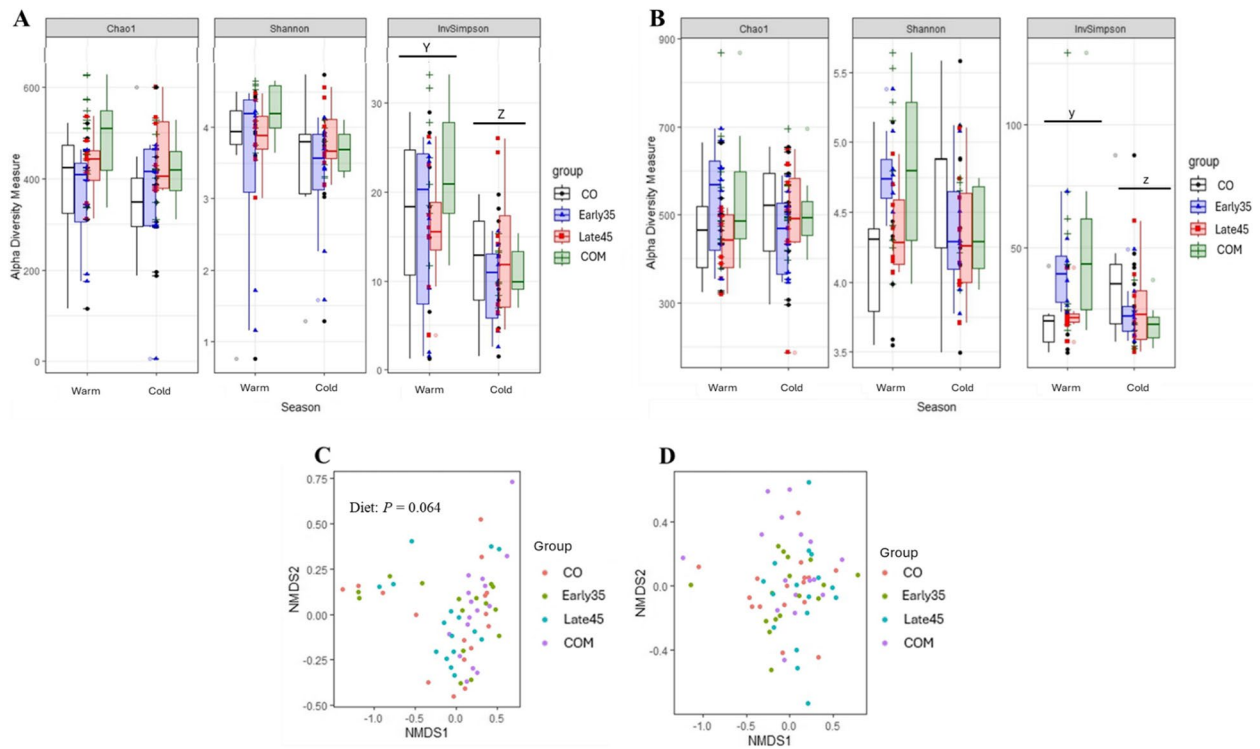 A
B
Chao1
Shannon
InvSimpson
Chao1
Shannon
InvSimpson
Alpha Diversity Measure
600
400
200
0
4
3
2
1
30
20
10
0
Y
Z
Warm
Cold
Warm
Cold
Warm
Cold
Season
group
CO
Early35
Late45
COM
Alpha Diversity Measure
900
700
500
300
5.5
5.0
4.5
4.0
3.5
100
50
y
z
Warm
Cold
Warm
Cold
Warm
Cold
Season
group
CO
Early35
Late45
COM
C
Diet: P = 0.064
NMDS2
0.75
0.50
0.25
0.00
-0.25
-0.50
-1.0
-0.5
0.0
0.5
NMDS1
Group
CO
Early35
Late45
COM
D
NMDS2
0.4
0.0
-0.4
-1.0
-0.5
0.0
0.5
NMDS1
Group
CO
Early35
Late45
COM